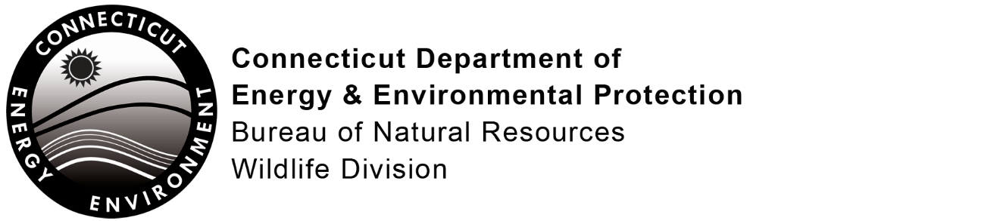 CONNECTICUT
ENERGY
ENVIRONMENT
Connecticut Department of
Energy & Environmental Protection
Bureau of Natural Resources
Wildlife Division